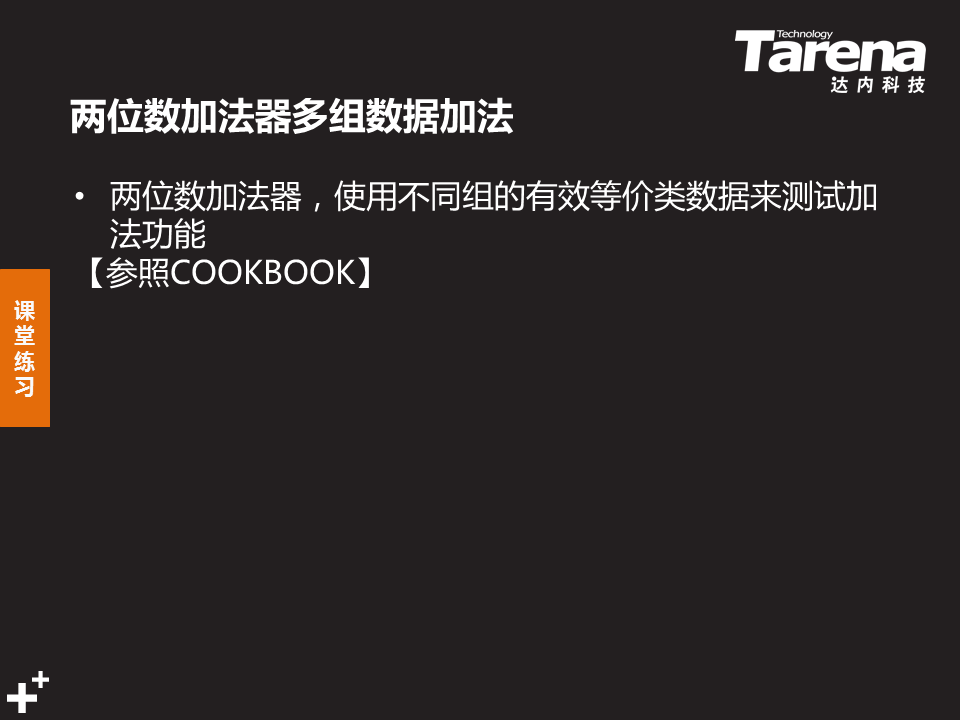 Technology
Tarena
达内科技
两位数加法器多组数据加法
• 两位数加法器，使用不同组的有效等价类数据来测试加
法功能
【参照COOKBOOK】
课
堂
练
习